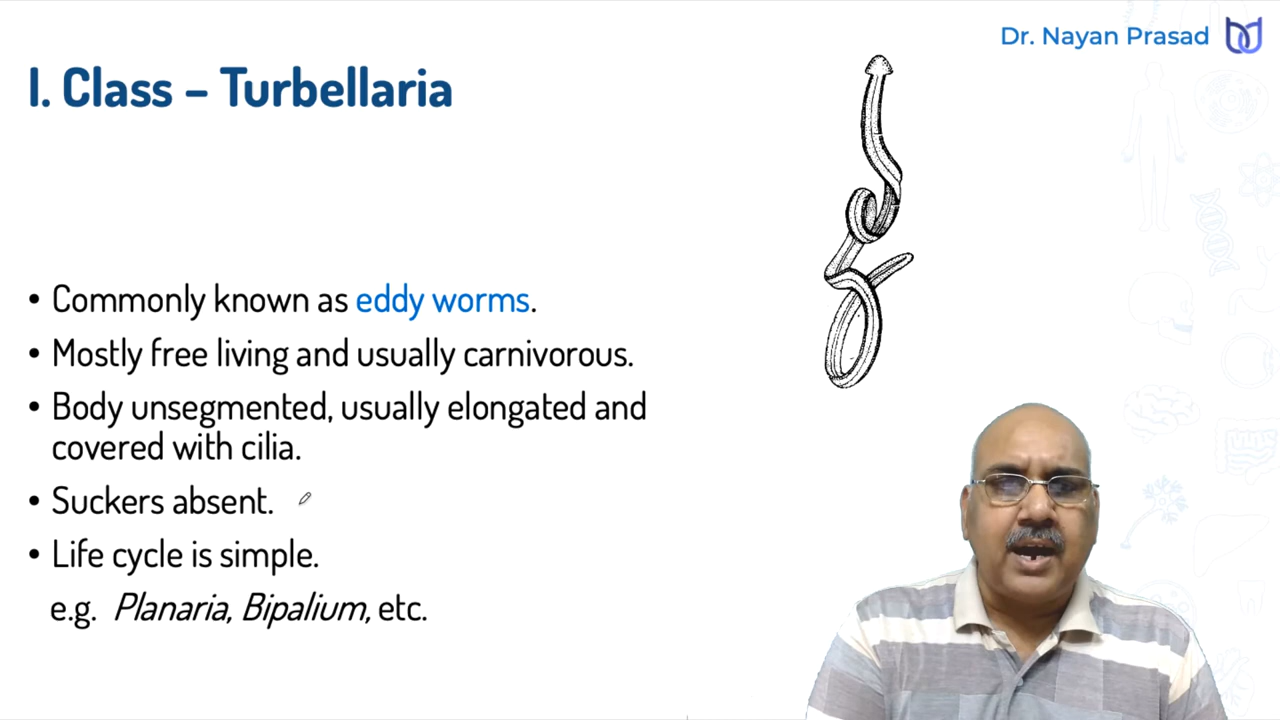 Dr. Nayan Prasad
I. Class – Turbellaria
• Commonly known as eddy worms.
• Mostly free living and usually carnivorous.
• Body unsegmented, usually elongated and
covered with cilia.
• Suckers absent.
• Life cycle is simple.
e.g. Planaria, Bipalium, etc.